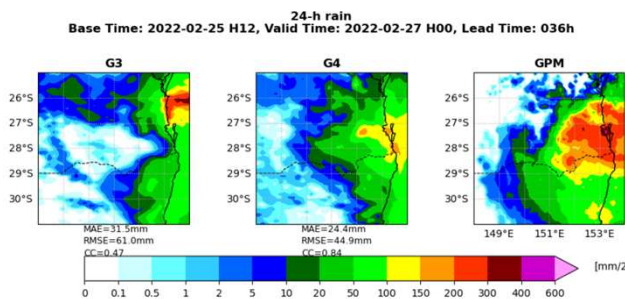 24-h rain
Base Time: 2022-02-25 H12, Valid Time: 2022-02-27 H00, Lead Time: 036h
G3 G4 GPM
26°S 26°S 26°S
27°S 27°S 27°S
28°S 28°S 28°S
29°S 29°S 29°S
30°S 30°S 30°S
149°E 151°E 153°E
MAE=31.5mm MAE=24.4mm
RMSE=61.0mm RMSE=44.9mm
CC=0.47 CC=0.84
[mm/2
0 0.1 0.5 1 2 5 10 20 50 100 150 200 300 400 600